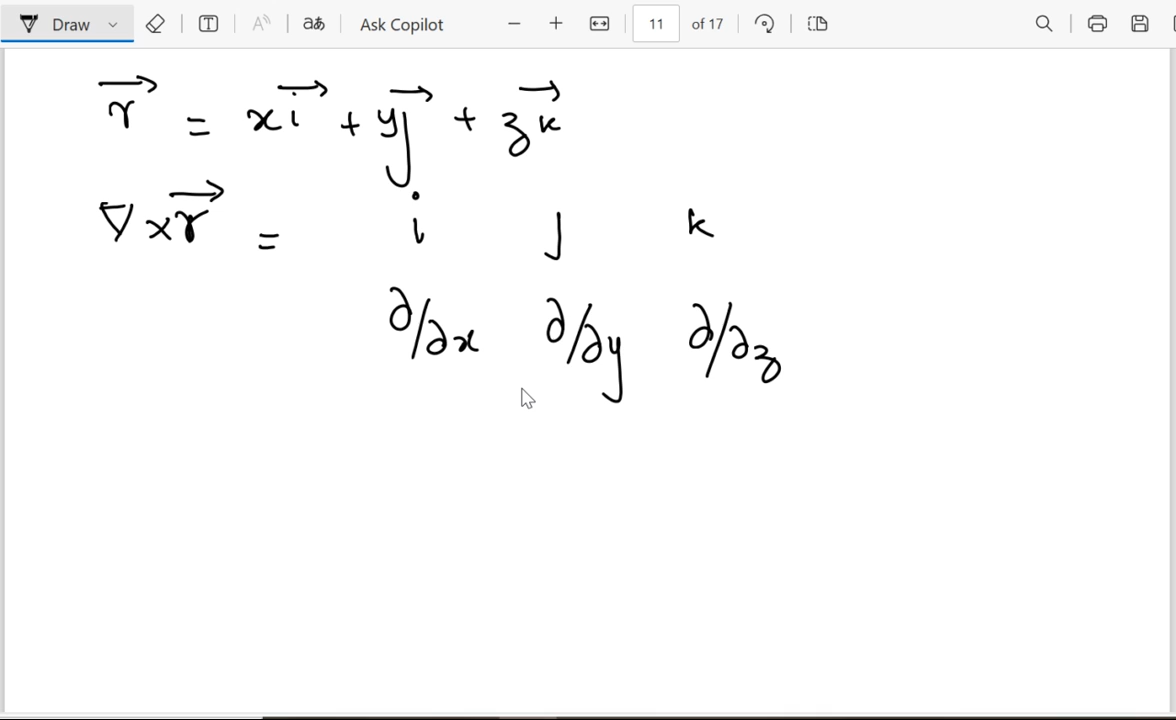 Draw Ask Copilot 11 of 17
r⃗ = xi⃗ + yj⃗ + zk⃗
∇ × r⃗ = i j k
∂/∂x ∂/∂y ∂/∂z